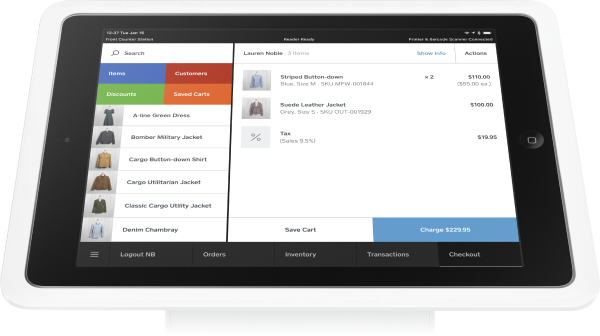 12:37 Tue Jan 16
Front Counter Station
Reader Ready
Printer & Barcode Scanner Connected
Search
Lauren Noble · 3 items
Show Info
Actions
Items
Customers
Discounts
Saved Carts
A-line Green Dress
Bomber Military Jacket
Cargo Button-down Shirt
Cargo Utilitarian Jacket
Classic Cargo Utility Jacket
Denim Chambray
Striped Button-down
× 2
$110.00
Blue, Size M · SKU MFW-001844
($55.00 ea.)
Suede Leather Jacket
$100.00
Grey, Size S · SKU OUT-001929
%
Tax
$19.95
(Sales 9.5%)
Save Cart
Charge $229.95
Logout NB
Orders
Inventory
Transactions
Checkout